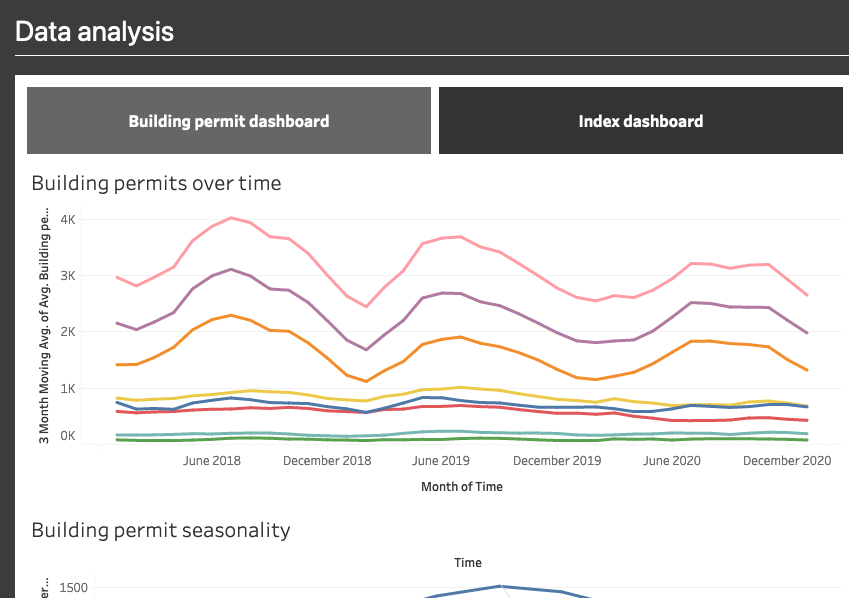 Data analysis
Building permit dashboard
Index dashboard
Building permits over time
3 Month Moving Avg. of Avg. Building pe...
4K
3K
2K
1K
0K
June 2018
December 2018
June 2019
December 2019
June 2020
December 2020
Month of Time
Building permit seasonality
Time
er...
1500